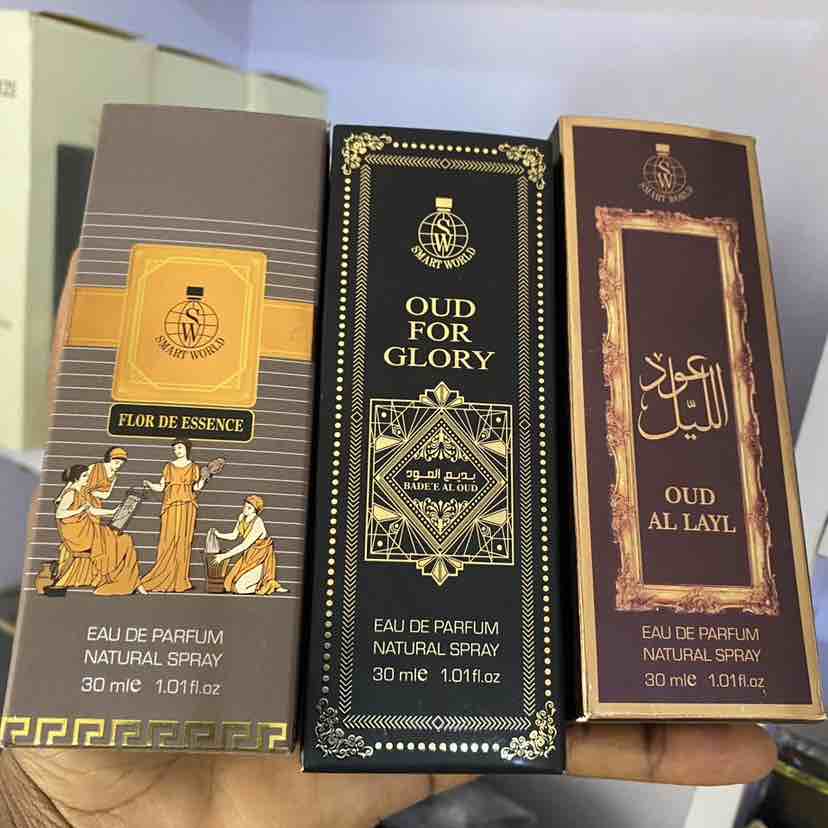 SW
SMART WORLD
FLOR DE ESSENCE
EAU DE PARFUM
NATURAL SPRAY
30 mle 1.01fl.oz
SW
SMART WORLD
OUD
FOR
GLORY
بديع العود
BADE'E AL OUD
EAU DE PARFUM
NATURAL SPRAY
30 mle 1.01fl.oz
SW
SMART WORLD
عود
الليل
OUD
AL LAYL
EAU DE PARFUM
NATURAL SPRAY
30 mle 1.01fl.oz